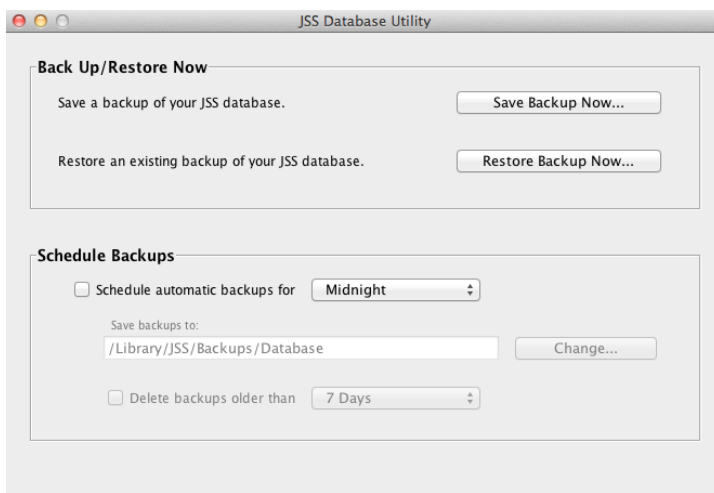 JSS Database Utility
Back Up/Restore Now
Save a backup of your JSS database.
Save Backup Now...
Restore an existing backup of your JSS database.
Restore Backup Now...
Schedule Backups
Schedule automatic backups for
Midnight
Save backups to:
/Library/JSS/Backups/Database
Change...
Delete backups older than
7 Days